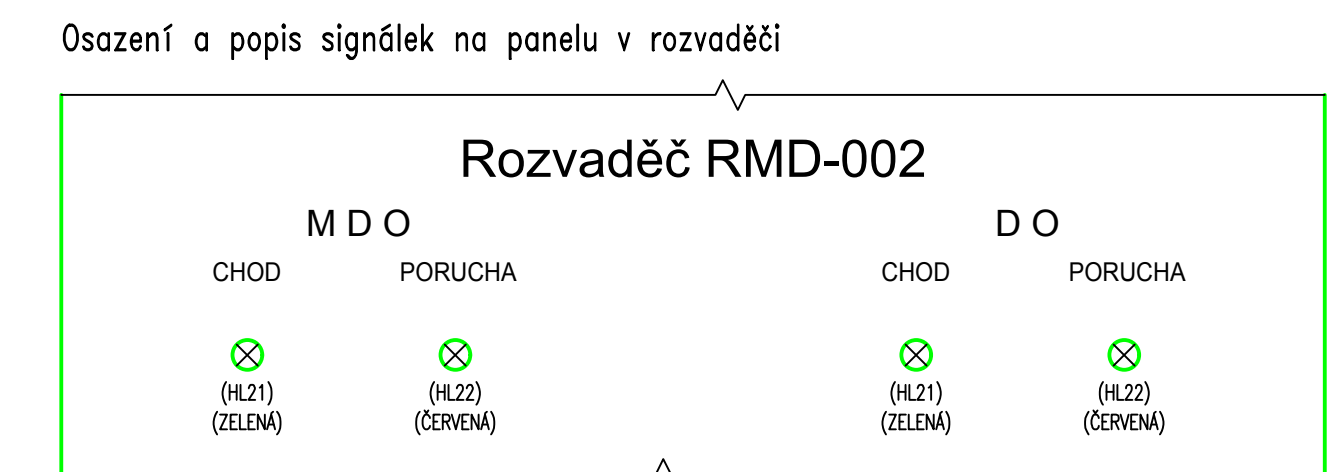 Osazení a popis signálek na panelu v rozvaděči
Rozvaděč RMD-002
M D O D O
CHOD PORUCHA CHOD PORUCHA
(HL21) (HL22) (HL21) (HL22)
(ZELENÁ) (ČERVENÁ) (ZELENÁ) (ČERVENÁ)